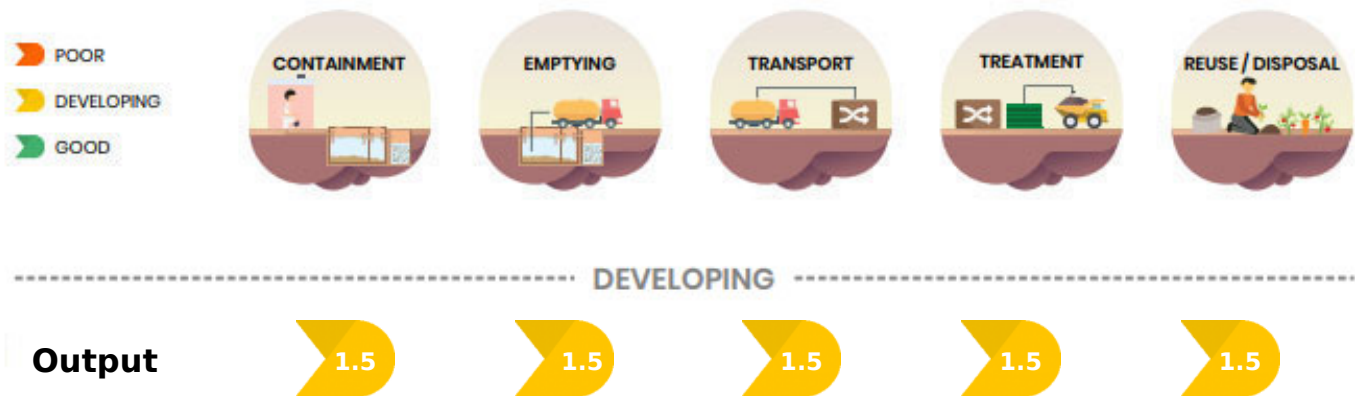 POOR
DEVELOPING
GOOD
CONTAINMENT
EMPTYING
TRANSPORT
TREATMENT
REUSE / DISPOSAL
DEVELOPING
Output 1.5 1.5 1.5 1.5 1.5